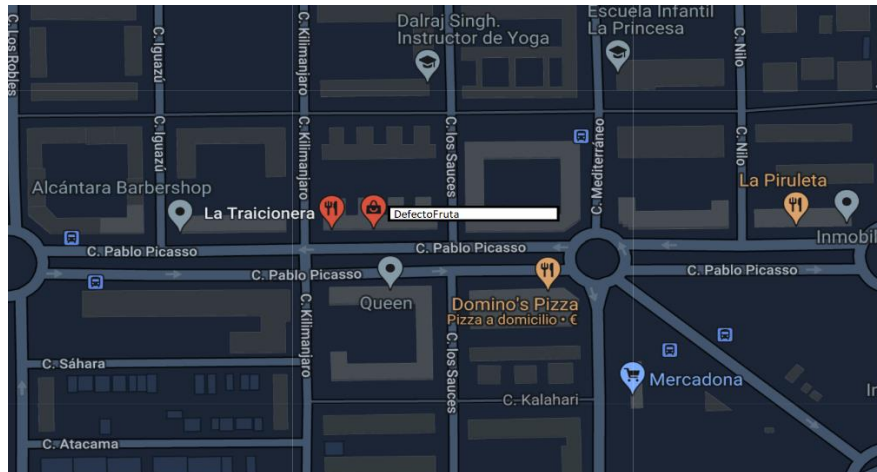 C. Los Robles
C. Iguazú
C. Kilimanjaro
Dalraj Singh.
Instructor de Yoga
Escuela Infantil
La Princesa
C. Nilo
C. Iguazú
C. Kilimanjaro
C. los Sauces
C. Mediterráneo
C. Nilo
Alcántara Barbershop
La Traicionera
DefectoFruta
La Piruleta
Inmobil
C. Pablo Picasso
C. Pablo Picasso
C. Pablo Picasso
C. Pablo Picasso
Queen
Domino's Pizza
Pizza a domicilio • €
C. Kilimanjaro
C. los Sauces
C. Sáhara
Mercadona
C. Kalahari
C. Atacama